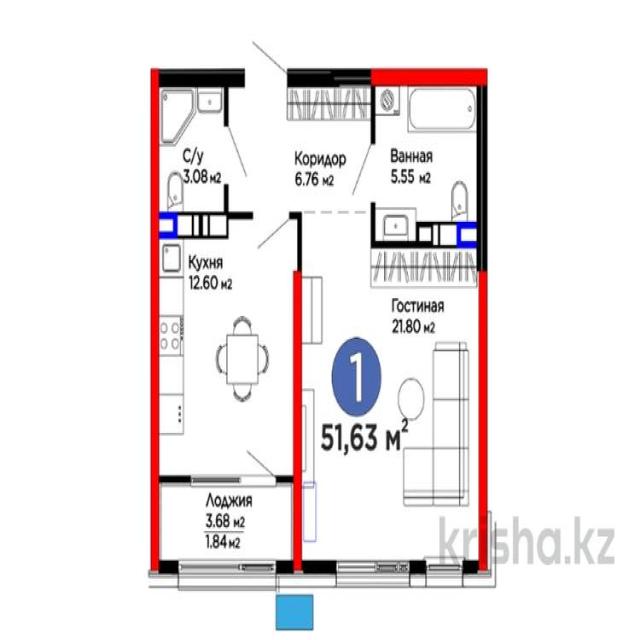 С/у
3.08 м2
Коридор
6.76 м2
Ванная
5.55 м2
Кухня
12.60 м2
Гостиная
21.80 м2
1
51,63 м2
Лоджия
3.68 м2
1.84 м2
krisha.kz